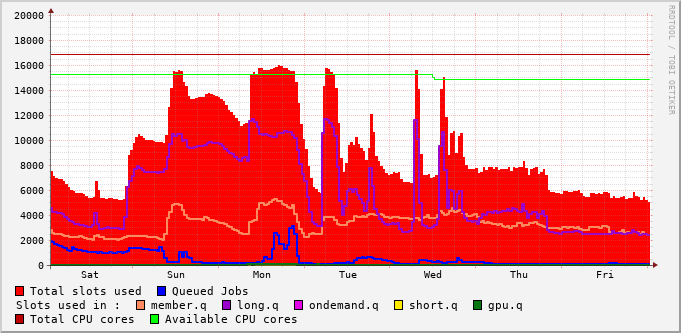 RRDTOOL / TOBI OETIKER
20000
18000
16000
14000
12000
10000
8000
6000
4000
2000
0
Sat Sun Mon Tue Wed Thu Fri
Total slots used Queued Jobs
Slots used in : member.q long.q ondemand.q short.q gpu.q
Total CPU cores Available CPU cores